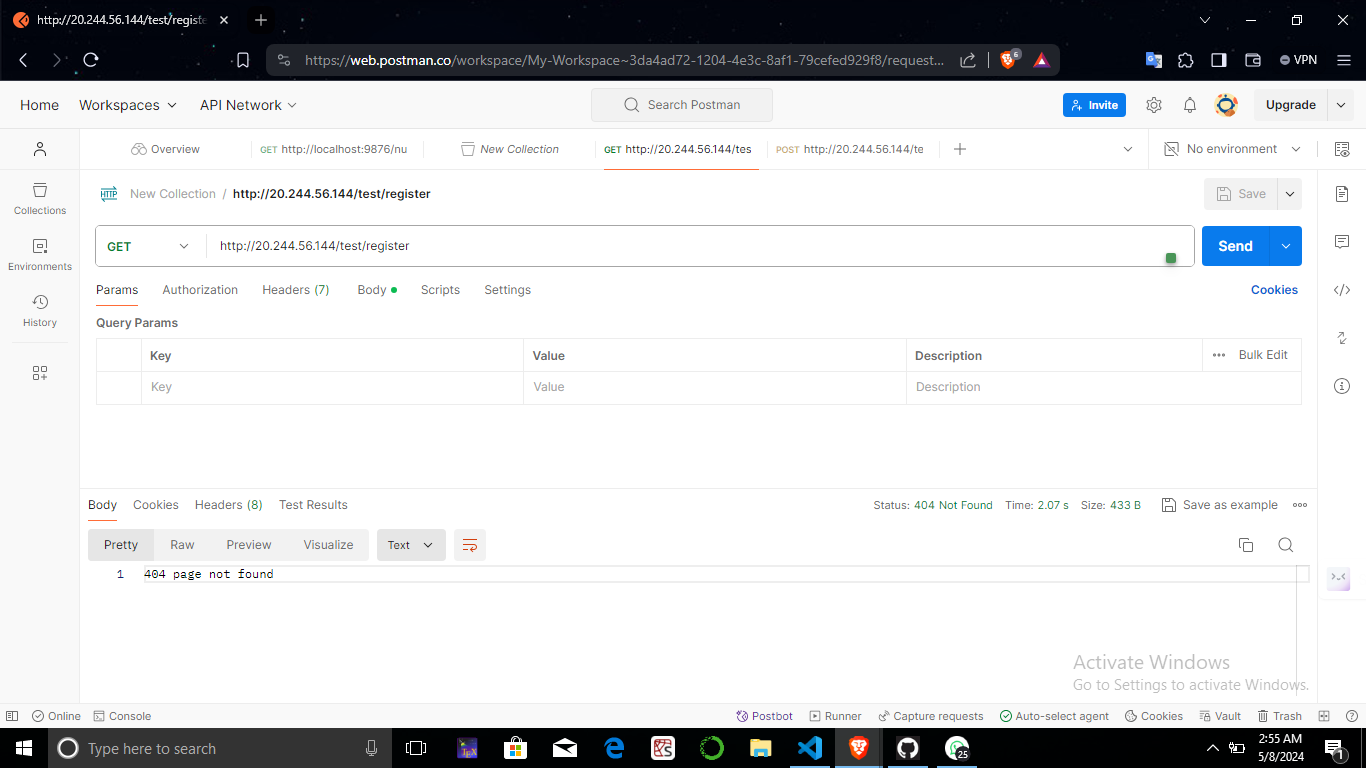 http://20.244.56.144/test/registe
https://web.postman.co/workspace/My-Workspace~3da4ad72-1204-4e3c-8af1-79cefed929f8/request...
6
VPN
Home Workspaces API Network Search Postman Invite Upgrade
Overview GET http://localhost:9876/nu New Collection GET http://20.244.56.144/tes POST http://20.244.56.144/te No environment
HTTP New Collection / http://20.244.56.144/test/register Save
Collections
Environments
History
GET http://20.244.56.144/test/register Send
Params Authorization Headers (7) Body Scripts Settings Cookies
Query Params
Key Value Description Bulk Edit
Key Value Description
Body Cookies Headers (8) Test Results Status: 404 Not Found Time: 2.07 s Size: 433 B Save as example
Pretty Raw Preview Visualize Text
1 404 page not found
Activate Windows
Go to Settings to activate Windows.
Online Console Postbot Runner Capture requests Auto-select agent Cookies Vault Trash
Type here to search 25 2:55 AM
5/8/2024 1